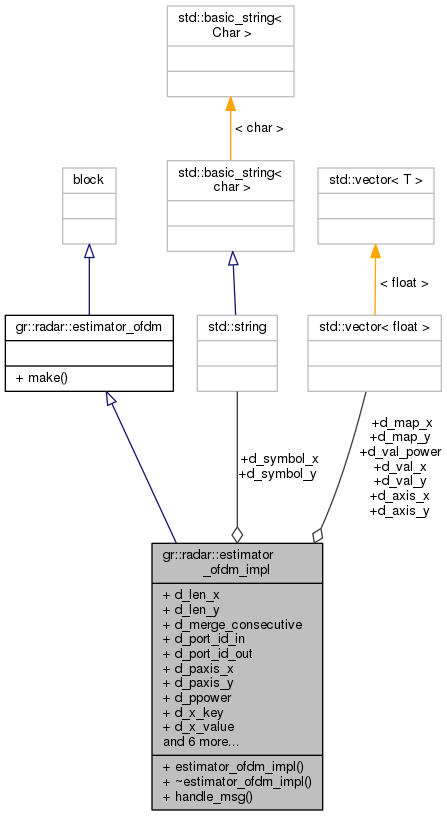 std::basic_string<
Char >
< char >
std::basic_string<
char >
block
std::vector< T >
< float >
gr::radar::estimator_ofdm
+ make()
std::string
std::vector< float >
+d_symbol_x
+d_symbol_y
+d_map_x
+d_map_y
+d_val_power
+d_val_x
+d_val_y
+d_axis_x
+d_axis_y
gr::radar::estimator
_ofdm_impl
+ d_len_x
+ d_len_y
+ d_merge_consecutive
+ d_port_id_in
+ d_port_id_out
+ d_paxis_x
+ d_paxis_y
+ d_ppower
+ d_x_key
+ d_x_value
and 6 more...
+ estimator_ofdm_impl()
+ ~estimator_ofdm_impl()
+ handle_msg()